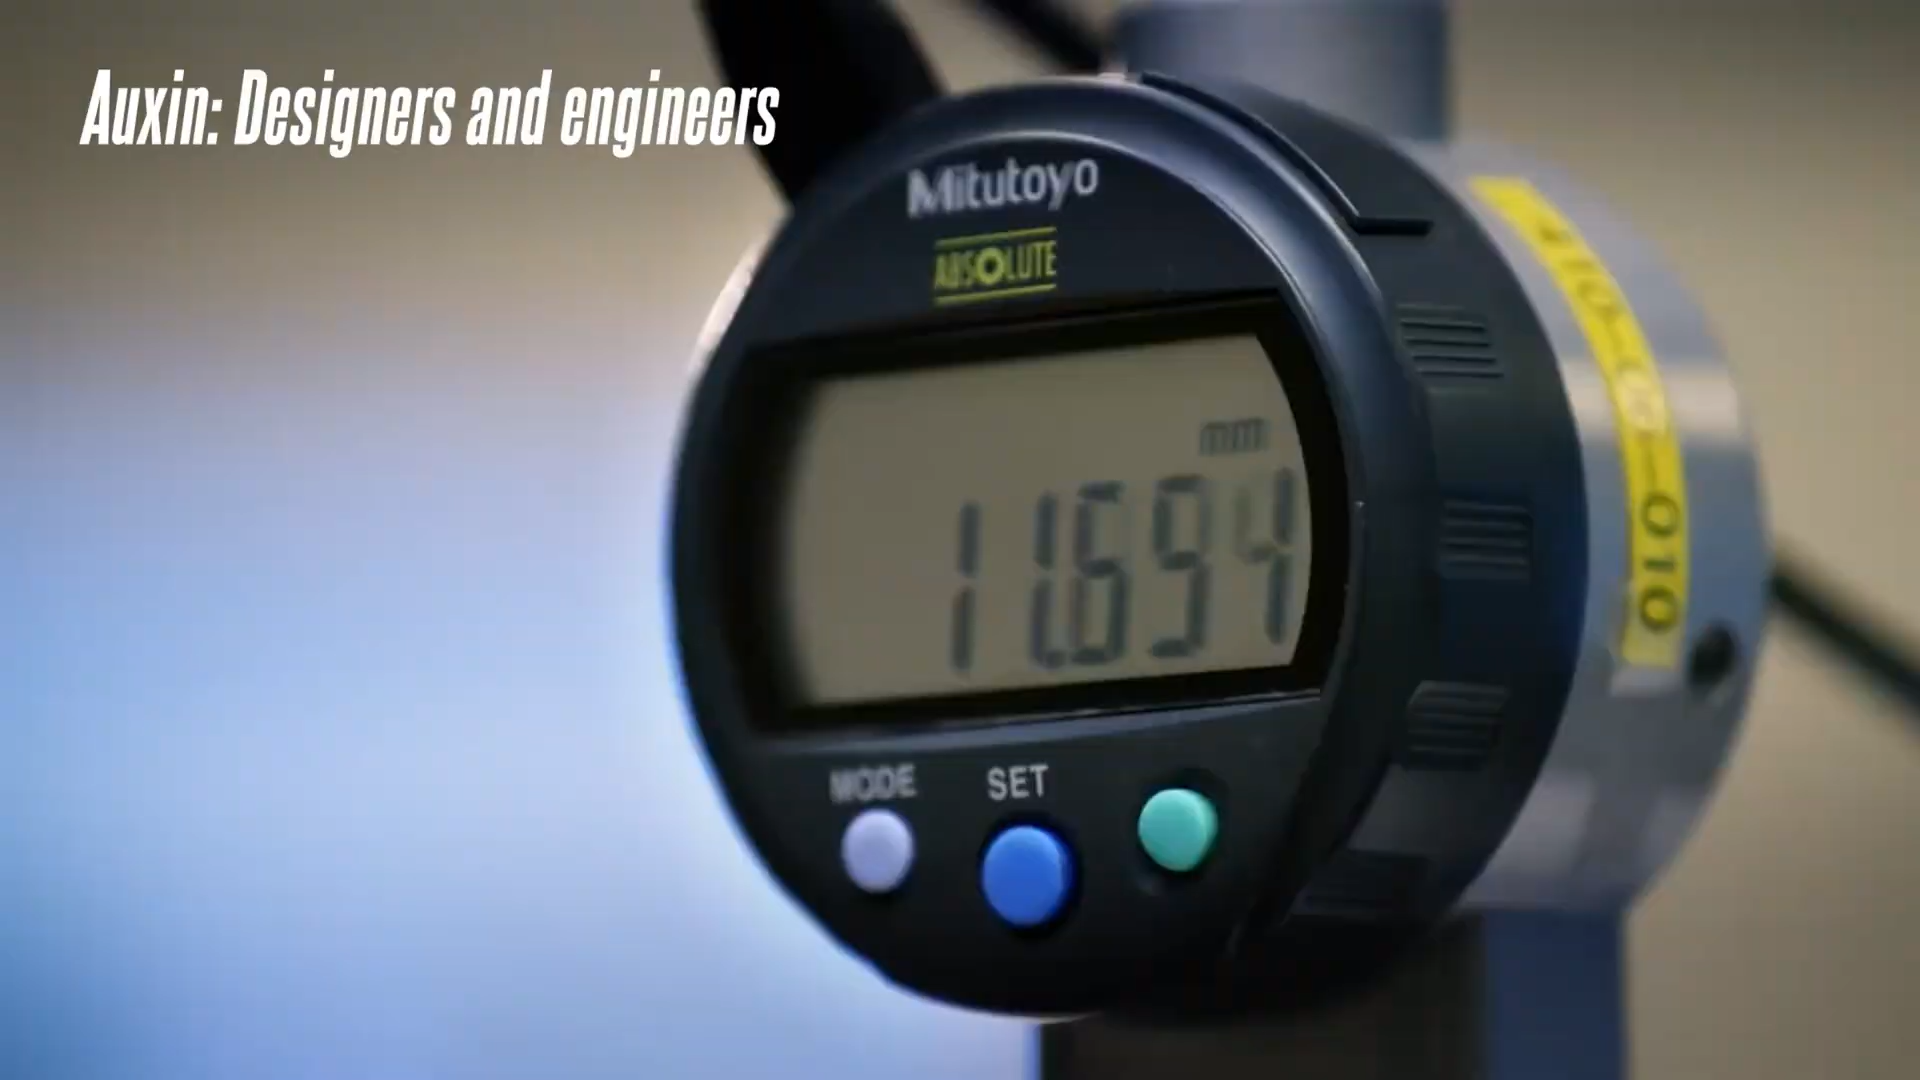 Auxin: Designers and engineers
Mitutoyo
ABSOLUTE
mm
11.694
MODE
SET